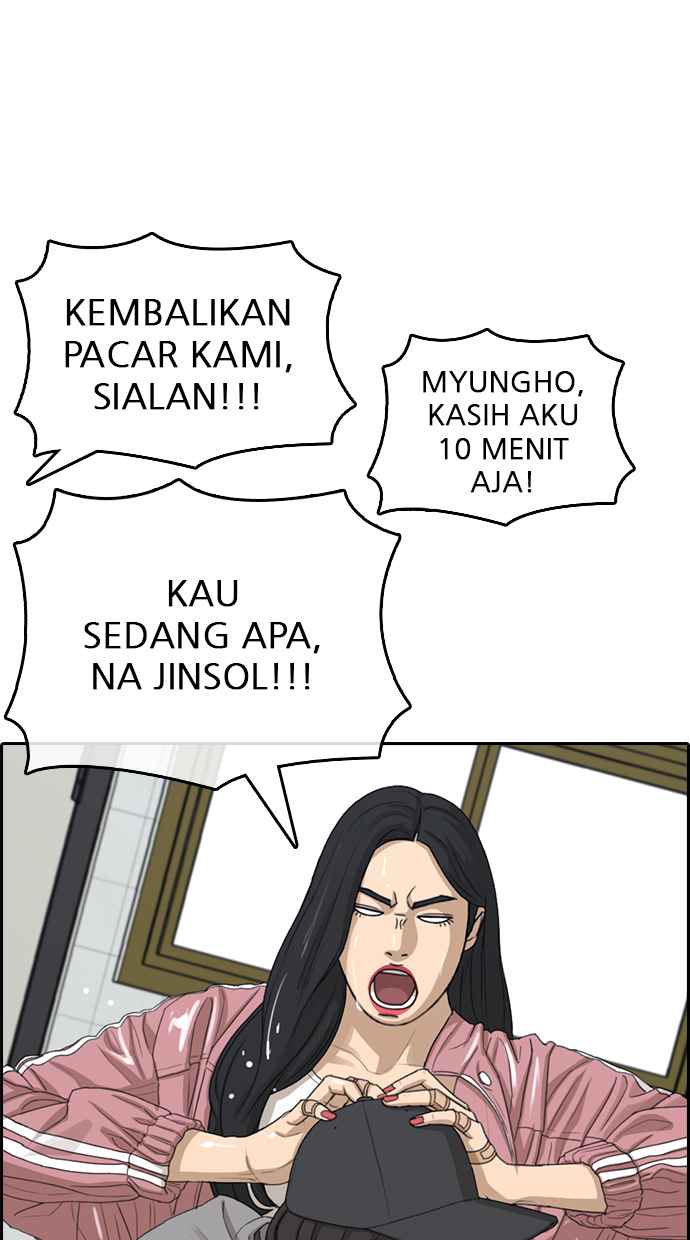 KEMBALIKAN
PACAR KAMI,
SIALAN!!!
MYUNGHO,
KASIH AKU
10 MENIT
AJA!
KAU
SEDANG APA,
NA JINSOL!!!